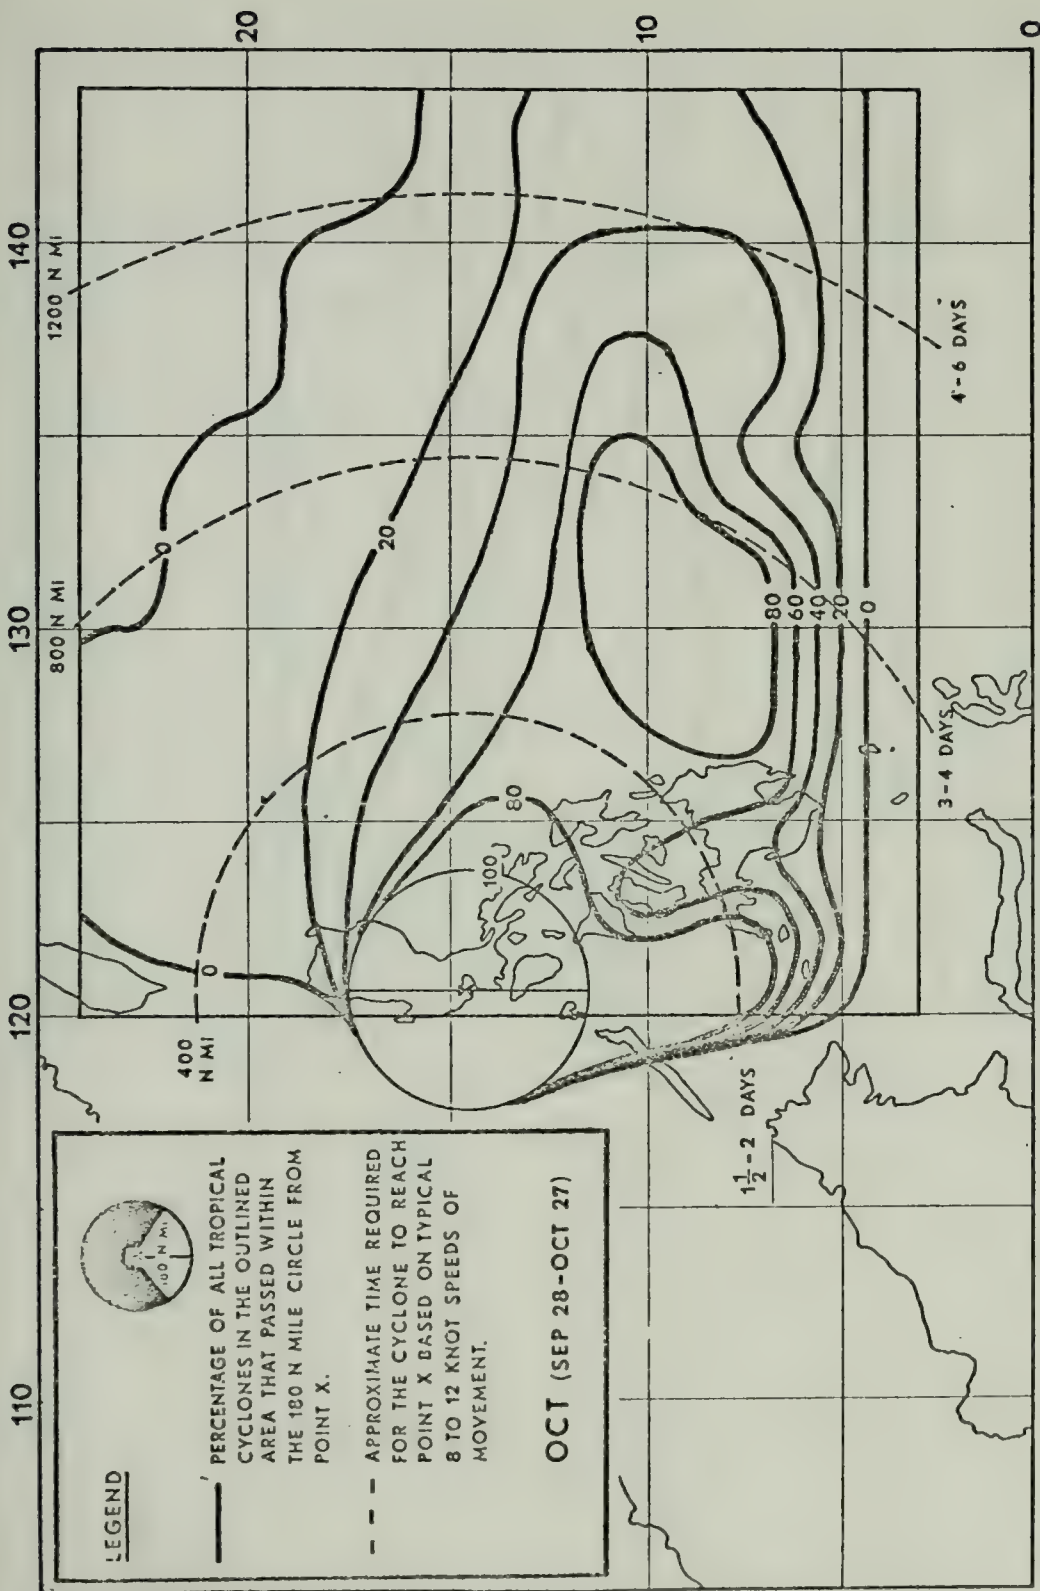 LEGEND
180 N MI
PERCENTAGE OF ALL TROPICAL
CYCLONES IN THE OUTLINED
AREA THAT PASSED WITHIN
THE 180 N MILE CIRCLE FROM
POINT X.
APPROXIMATE TIME REQUIRED
FOR THE CYCLONE TO REACH
POINT X BASED ON TYPICAL
8 TO 12 KNOT SPEEDS OF
MOVEMENT.
OCT (SEP 28-OCT 27)
110
120
130
140
20
10
0
400
N MI
800 N MI
1200 N MI
0
0
20
80
100
80
60
40
20
0
1 1/2-2 DAYS
3-4 DAYS
4-6 DAYS